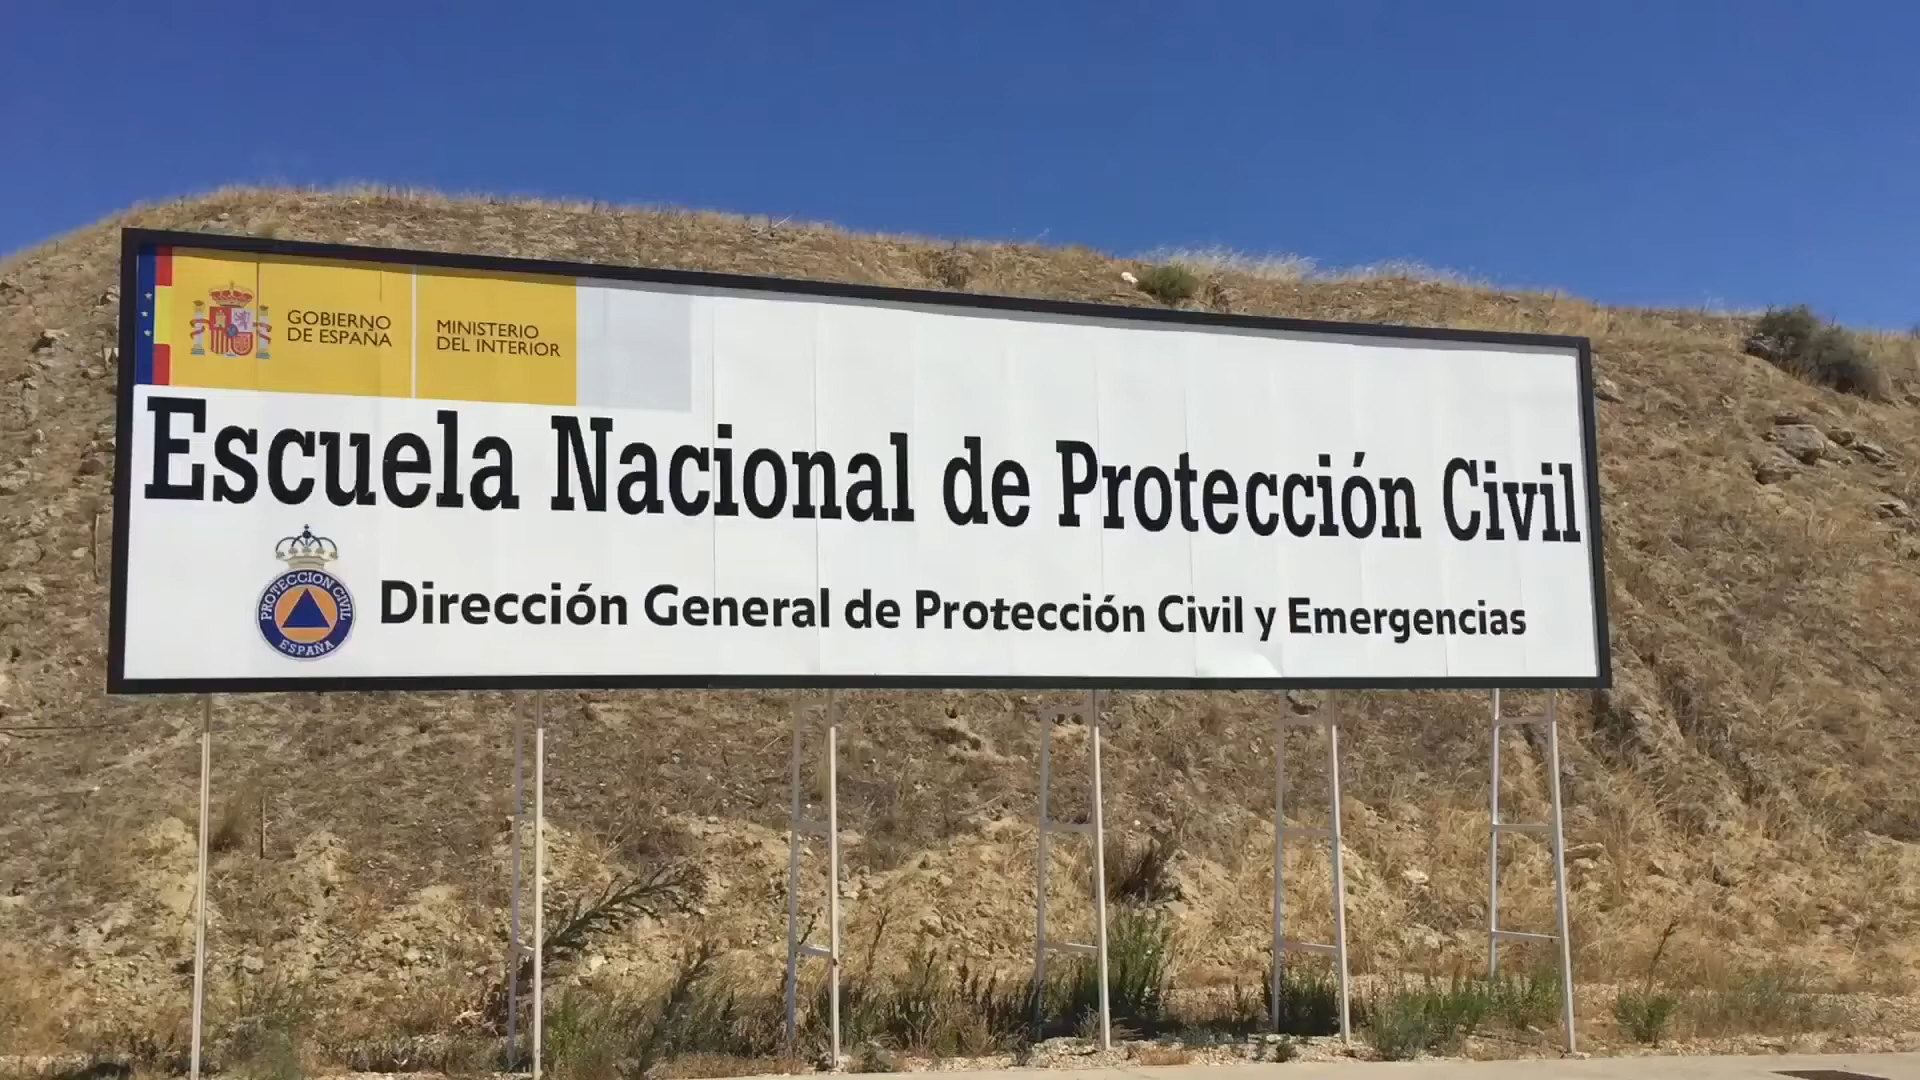 GOBIERNO
DE ESPAÑA
MINISTERIO
DEL INTERIOR
Escuela Nacional de Protección Civil
PROTECCION CIVIL
ESPAÑA
Dirección General de Protección Civil y Emergencias